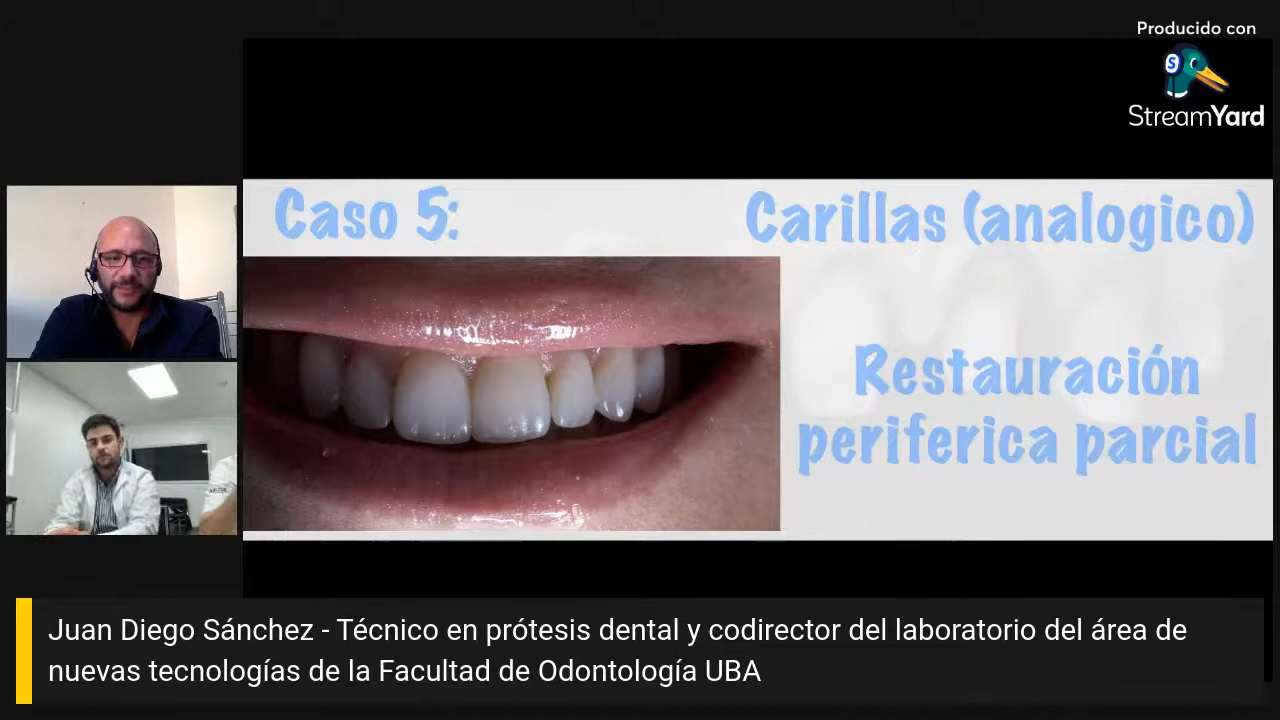 Producido con
S
StreamYard
Caso 5:
Carillas (analogico)
Restauración
periferica parcial
Juan Diego Sánchez - Técnico en prótesis dental y codirector del laboratorio del área de
nuevas tecnologías de la Facultad de Odontología UBA